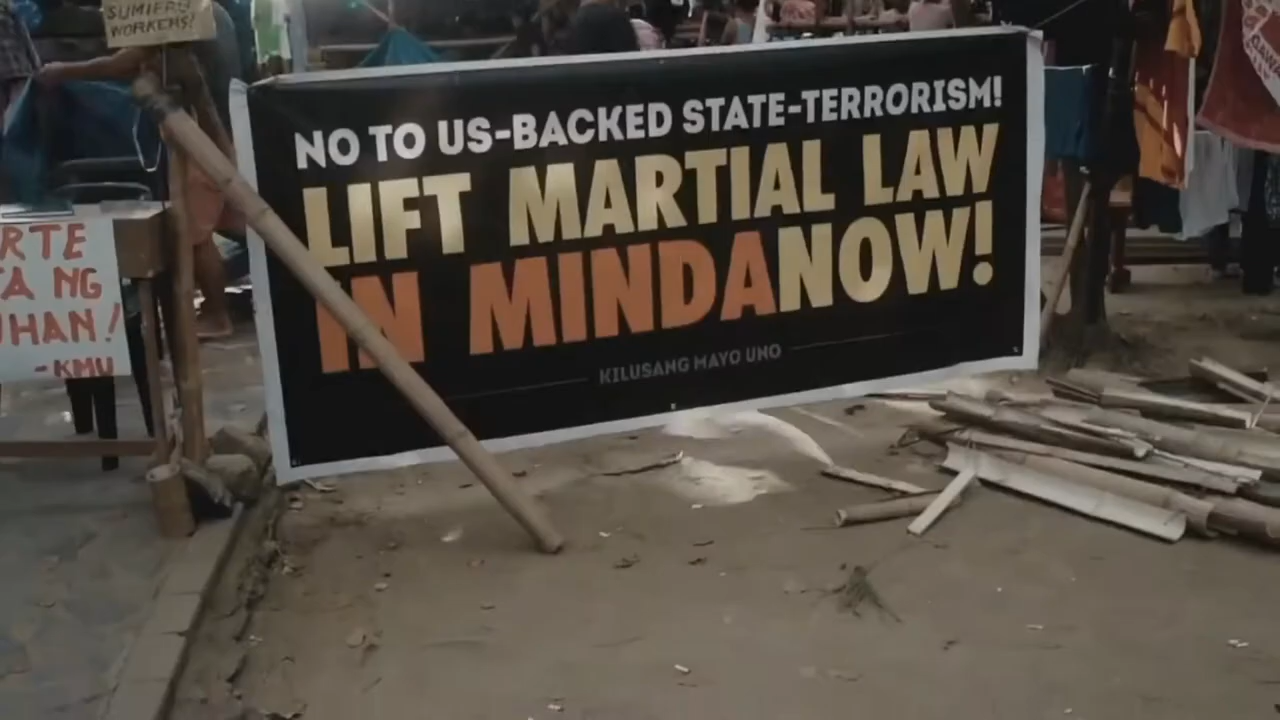 SUMIFRU
WORKERS!
NO TO US-BACKED STATE-TERRORISM!
LIFT MARTIAL LAW
IN MINDANOW!
KILUSANG MAYO UNO
RTE
TA NG
UHAN!
-KMU